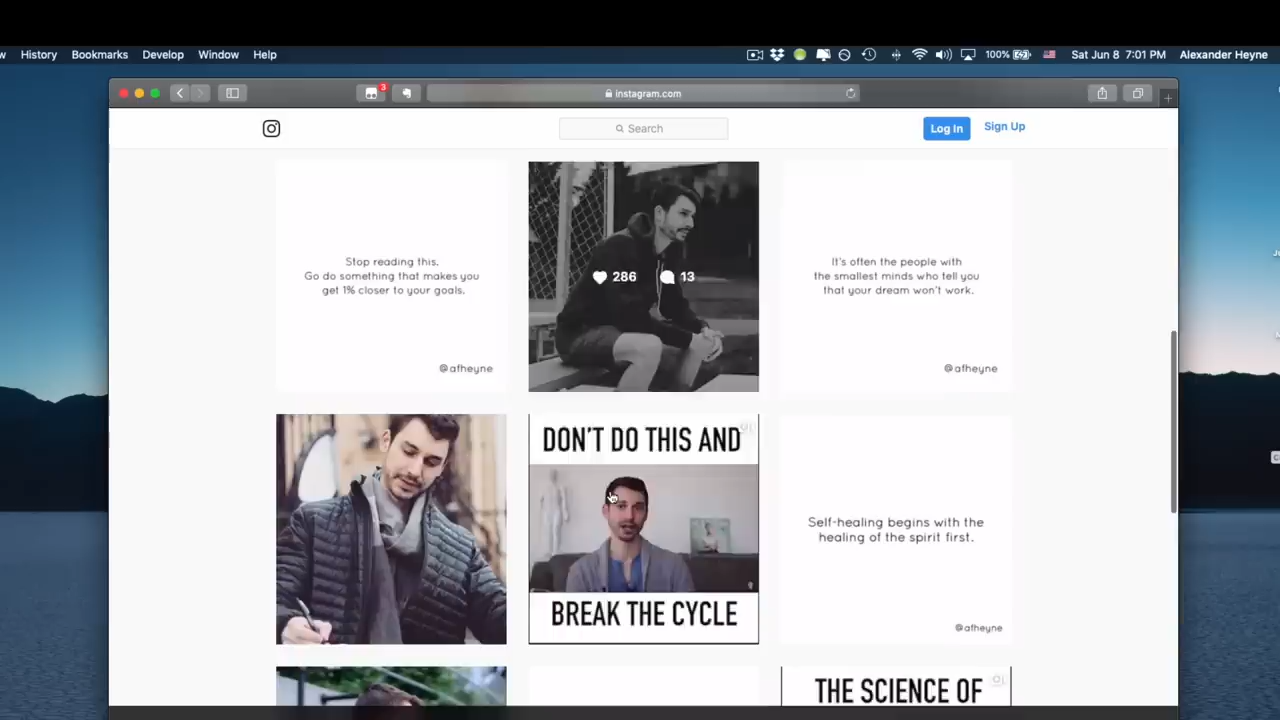 History Bookmarks Develop Window Help 100% Sat Jun 8 7:01 PM Alexander Heyne
3
instagram.com
Search
Log In
Sign Up
Stop reading this.
Go do something that makes you
get 1% closer to your goals.
@afheyne
286 13
It's often the people with
the smallest minds who tell you
that your dream won't work.
@afheyne
DON'T DO THIS AND
BREAK THE CYCLE
Self-healing begins with the
healing of the spirit first.
@afheyne
THE SCIENCE OF